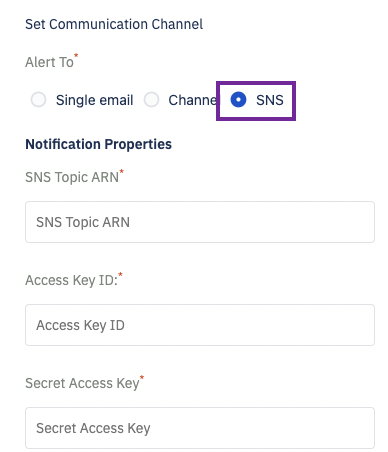 Set Communication Channel
Alert To*
Single email Channel SNS
Notification Properties
SNS Topic ARN*
SNS Topic ARN
Access Key ID:*
Access Key ID
Secret Access Key*
Secret Access Key